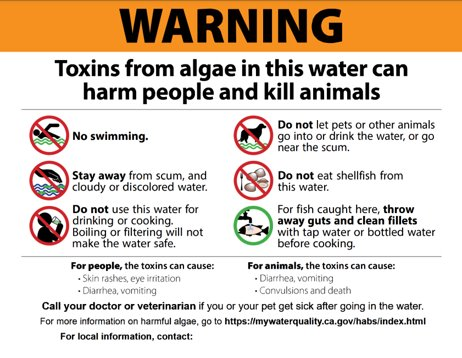 WARNING
Toxins from algae in this water can
harm people and kill animals
No swimming.
Do not let pets or other animals
go into or drink the water, or go
near the scum.
Stay away from scum, and
cloudy or discolored water.
Do not eat shellfish from
this water.
Do not use this water for
drinking or cooking.
Boiling or filtering will not
make the water safe.
For fish caught here, throw
away guts and clean fillets
with tap water or bottled water
before cooking.
For people, the toxins can cause:
• Skin rashes, eye irritation
• Diarrhea, vomiting
For animals, the toxins can cause:
• Diarrhea, vomiting
• Convulsions and death
Call your doctor or veterinarian if you or your pet get sick after going in the water.
For more information on harmful algae, go to https://mywaterquality.ca.gov/habs/index.html
For local information, contact: